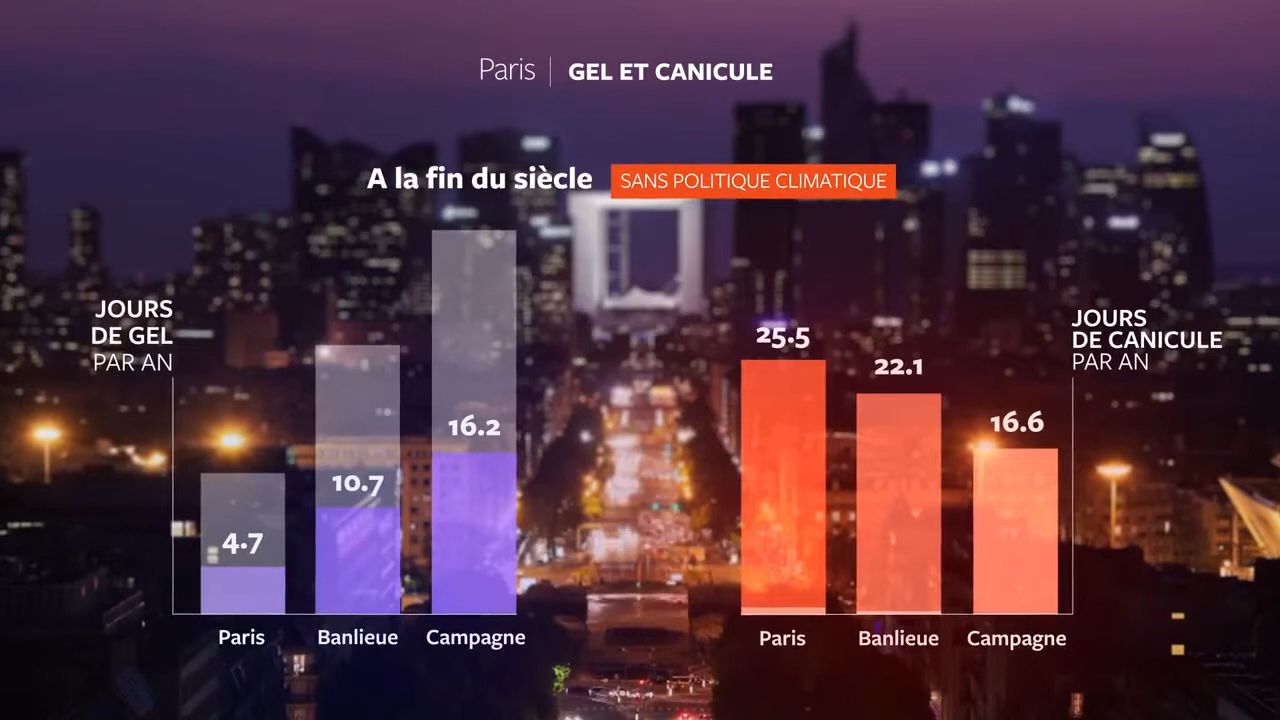 Paris | GEL ET CANICULE
A la fin du siècle SANS POLITIQUE CLIMATIQUE
JOURS
DE GEL
PAR AN
4.7
10.7
16.2
Paris Banlieue Campagne
JOURS
DE CANICULE
PAR AN
25.5
22.1
16.6
Paris Banlieue Campagne